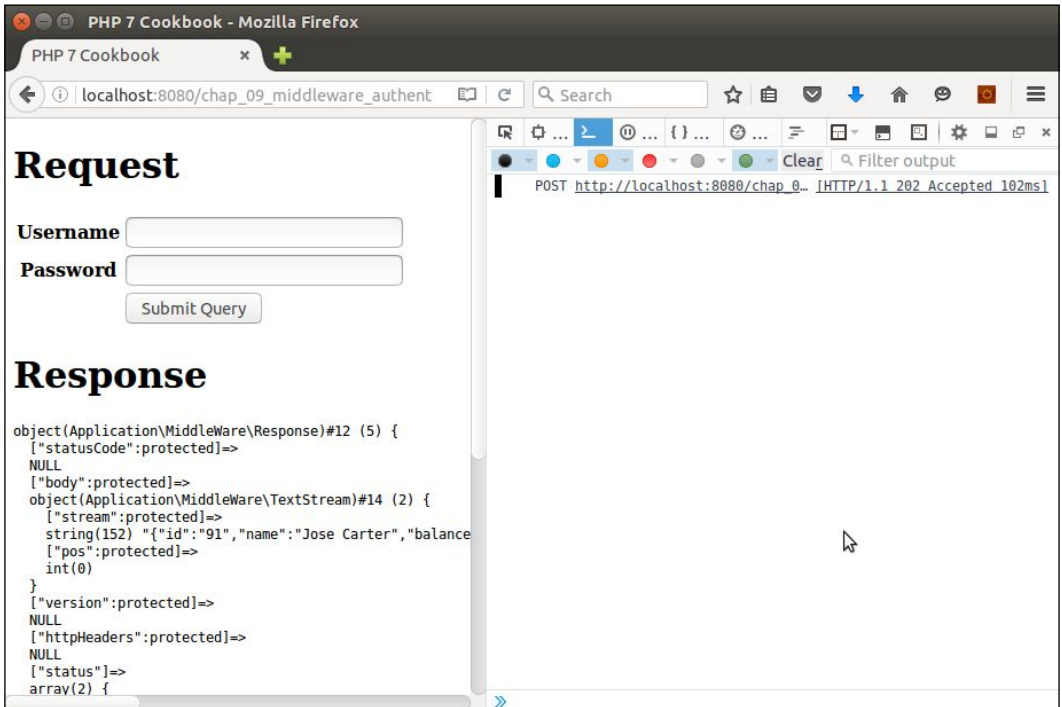 PHP 7 Cookbook - Mozilla Firefox
PHP 7 Cookbook
localhost:8080/chap_09_middleware_authent
Search
{ } ...
Clear
Filter output
POST http://localhost:8080/chap_0… [HTTP/1.1 202 Accepted 102ms]
Request
Username
Password
Submit Query
Response
object(Application\MiddleWare\Response)#12 (5) {
["statusCode":protected]=>
NULL
["body":protected]=>
object(Application\MiddleWare\TextStream)#14 (2) {
["stream":protected]=>
string(152) "{"id":"91","name":"Jose Carter","balance
["pos":protected]=>
int(0)
}
["version":protected]=>
NULL
["httpHeaders":protected]=>
NULL
["status"]=>
array(2) {